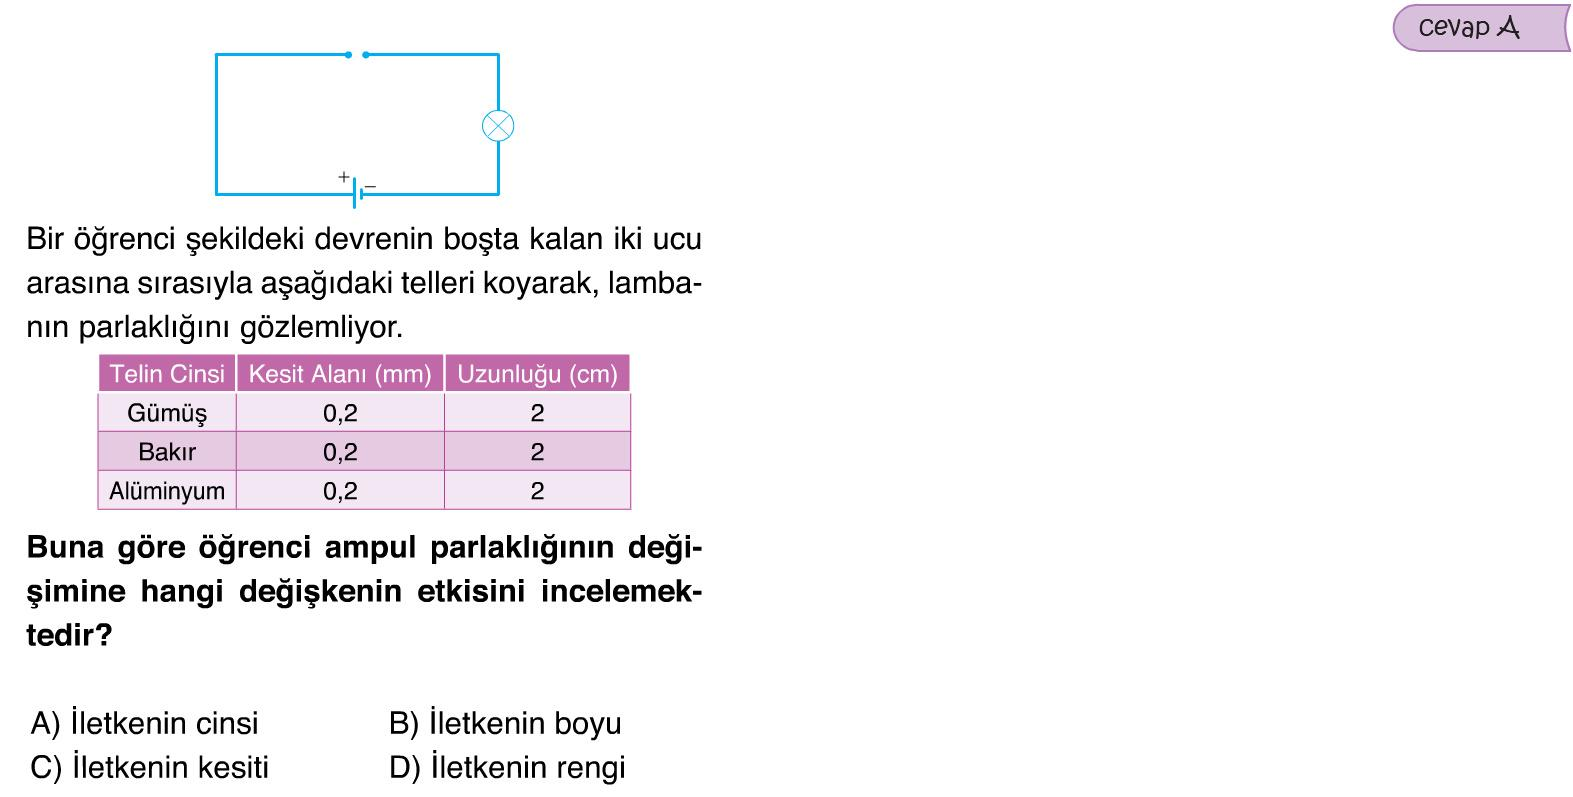 cevap A
+ –
Bir öğrenci şekildeki devrenin boşta kalan iki ucu
arasına sırasıyla aşağıdaki telleri koyarak, lamba-
nın parlaklığını gözlemliyor.
Telin Cinsi Kesit Alanı (mm) Uzunluğu (cm)
Gümüş 0,2 2
Bakır 0,2 2
Alüminyum 0,2 2
Buna göre öğrenci ampul parlaklığının deği-
şimine hangi değişkenin etkisini incelemek-
tedir?
A) İletkenin cinsi B) İletkenin boyu
C) İletkenin kesiti D) İletkenin rengi